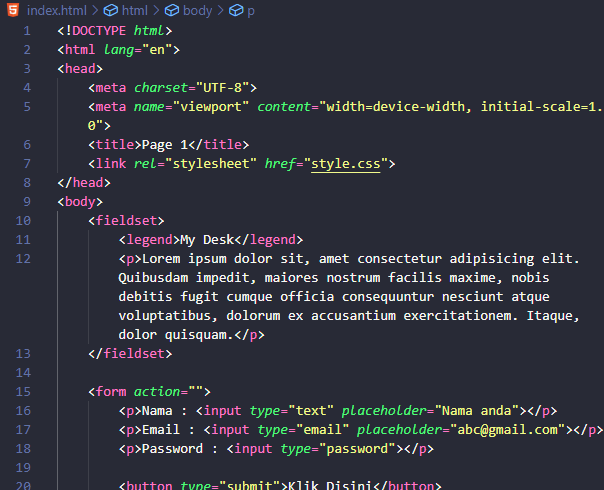 index.html > html > body > p
1 <!DOCTYPE html>
2 <html lang="en">
3 <head>
4 <meta charset="UTF-8">
5 <meta name="viewport" content="width=device-width, initial-scale=1.
0">
6 <title>Page 1</title>
7 <link rel="stylesheet" href="style.css">
8 </head>
9 <body>
10 <fieldset>
11 <legend>My Desk</legend>
12 <p>Lorem ipsum dolor sit, amet consectetur adipisicing elit.
Quibusdam impedit, maiores nostrum facilis maxime, nobis
debitis fugit cumque officia consequuntur nesciunt atque
voluptatibus, dolorum ex accusantium exercitationem. Itaque,
dolor quisquam.</p>
13 </fieldset>
14
15 <form action="">
16 <p>Nama : <input type="text" placeholder="Nama anda"></p>
17 <p>Email : <input type="email" placeholder="abc@gmail.com"></p>
18 <p>Password : <input type="password"></p>
19
20 <button type="submit">Klik Disini</button>